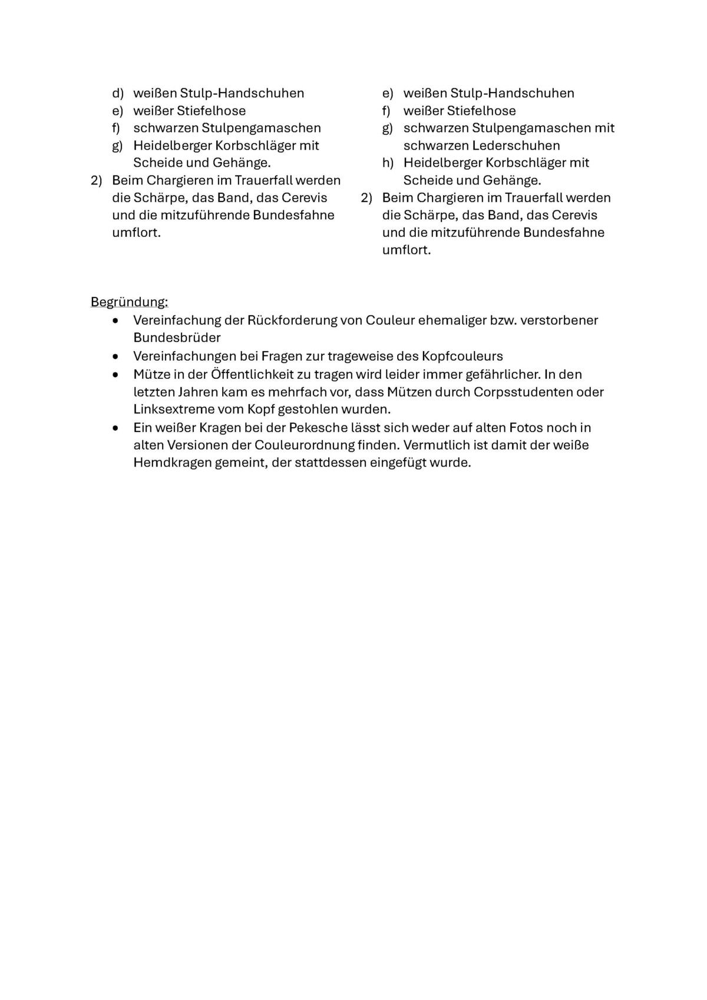 d) weißen Stulp-Handschuhen
e) weißer Stiefelhose
f) schwarzen Stulpengamaschen
g) Heidelberger Korbschläger mit
Scheide und Gehänge.
2) Beim Chargieren im Trauerfall werden
die Schärpe, das Band, das Cerevis
und die mitzuführende Bundesfahne
umflort.
e) weißen Stulp-Handschuhen
f) weißer Stiefelhose
g) schwarzen Stulpengamaschen mit
schwarzen Lederschuhen
h) Heidelberger Korbschläger mit
Scheide und Gehänge.
2) Beim Chargieren im Trauerfall werden
die Schärpe, das Band, das Cerevis
und die mitzuführende Bundesfahne
umflort.
Begründung:
• Vereinfachung der Rückforderung von Couleur ehemaliger bzw. verstorbener
Bundesbrüder
• Vereinfachungen bei Fragen zur trageweise des Kopfcouleurs
• Mütze in der Öffentlichkeit zu tragen wird leider immer gefährlicher. In den
letzten Jahren kam es mehrfach vor, dass Mützen durch Corpsstudenten oder
Linksextreme vom Kopf gestohlen wurden.
• Ein weißer Kragen bei der Pekesche lässt sich weder auf alten Fotos noch in
alten Versionen der Couleurordnung finden. Vermutlich ist damit der weiße
Hemdkragen gemeint, der stattdessen eingefügt wurde.